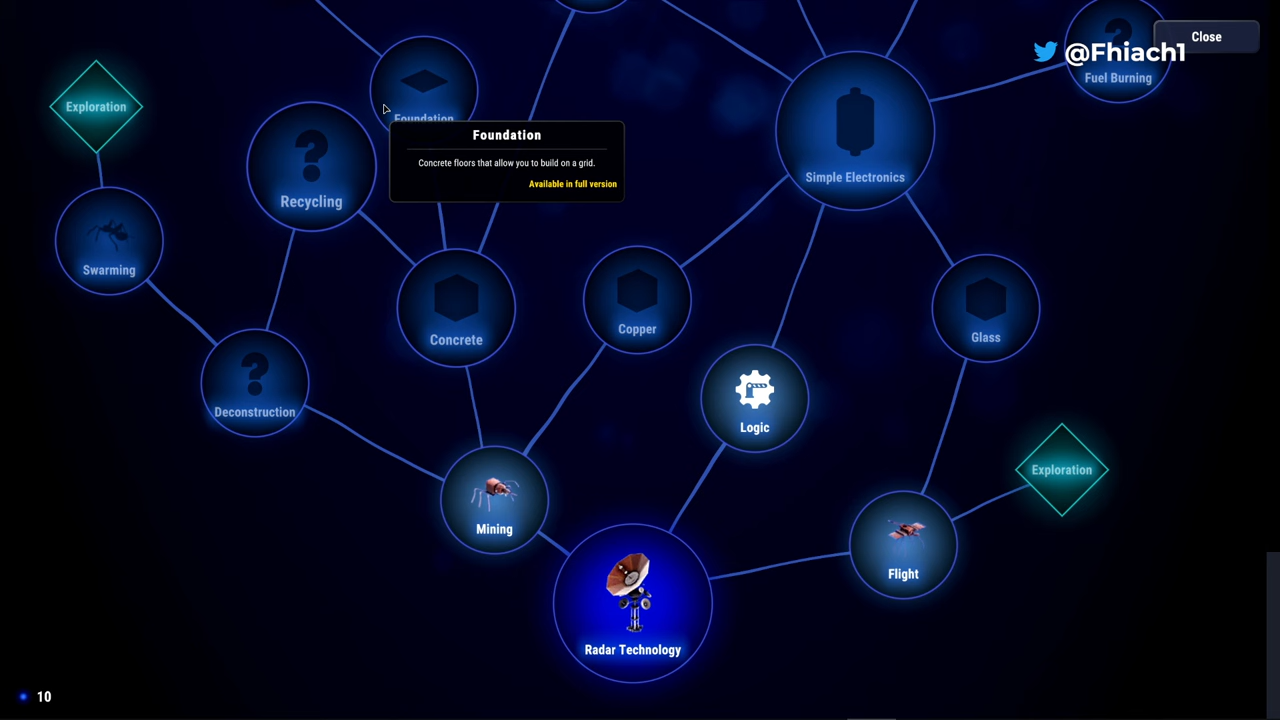 Close
@Fhiach1
Fuel Burning
Exploration
Foundation
Foundation
Concrete floors that allow you to build on a grid.
Available in full version
Simple Electronics
Recycling
Swarming
Copper
Glass
Concrete
Deconstruction
Logic
Exploration
Mining
Flight
Radar Technology
10